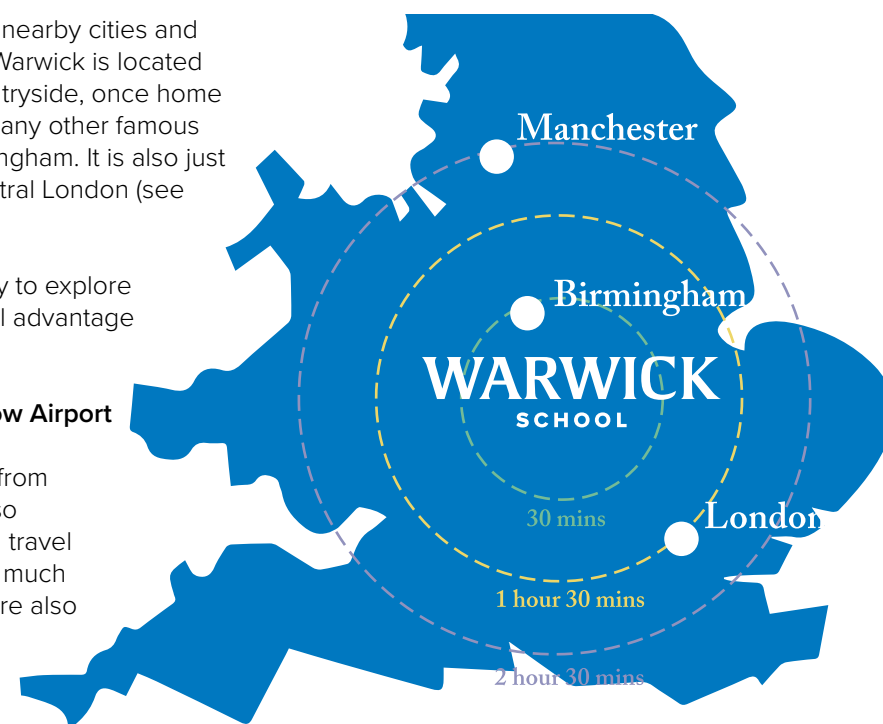 nearby cities and
Warwick is located
tryside, once home
any other famous
ngham. It is also just
tral London (see
y to explore
l advantage
ow Airport
from
so
travel
much
re also
Manchester
Birmingham
WARWICK
SCHOOL
30 mins
London
1 hour 30 mins
2 hour 30 mins